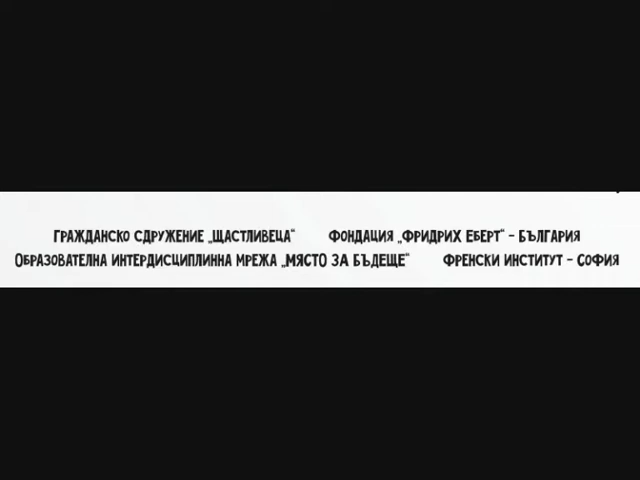 ГРАЖДАНСКО СДРУЖЕНИЕ „ЩАСТЛИВЕЦА“ ФОНДАЦИЯ „ФРИДРИХ ЕБЕРТ“ – БЪЛГАРИЯ
ОБРАЗОВАТЕЛНА ИНТЕРДИСЦИПЛИННА МРЕЖА „МЯСТО ЗА БЪДЕЩЕ“ ФРЕНСКИ ИНСТИТУТ – СОФИЯ